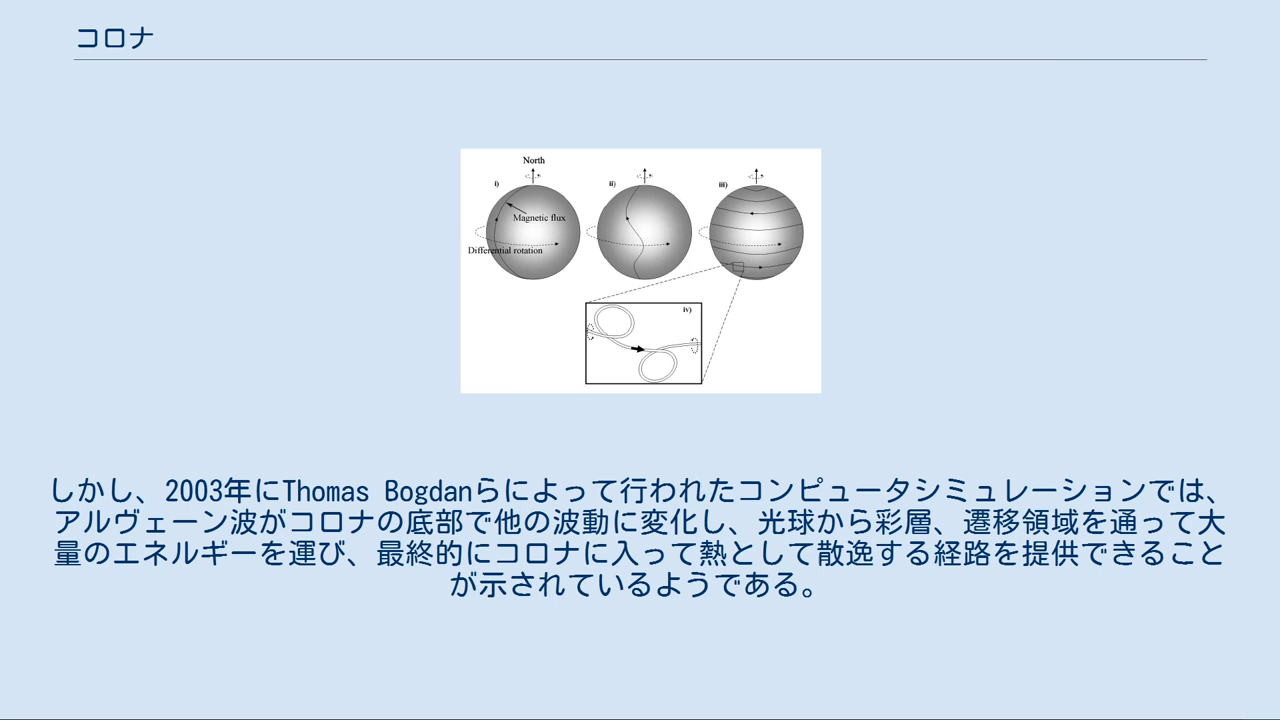 コロナ
North
i)
ii)
iii)
Magnetic flux
Differential rotation
iv)
しかし、2003年にThomas Bogdanらによって行われたコンピュータシミュレーションでは、
アルヴェーン波がコロナの底部で他の波動に変化し、光球から彩層、遷移領域を通って大
量のエネルギーを運び、最終的にコロナに入って熱として散逸する経路を提供できること
が示されているようである。